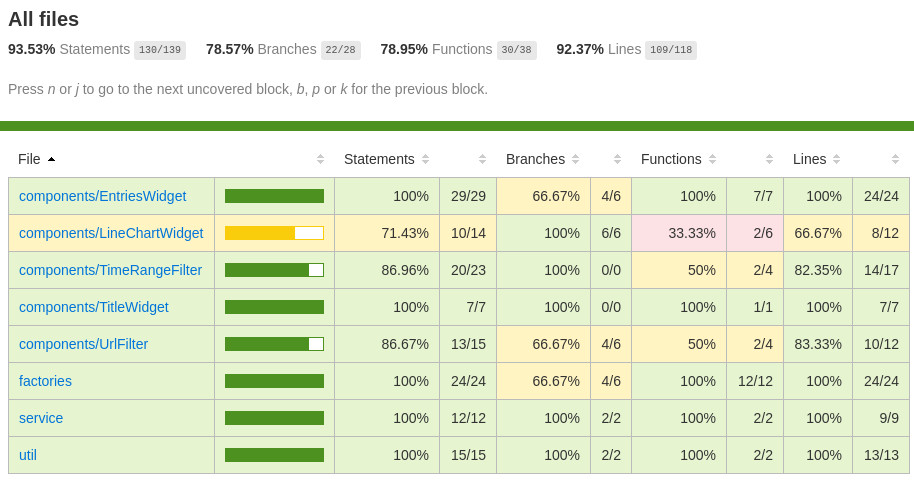 All files
93.53% Statements 130/139 78.57% Branches 22/28 78.95% Functions 30/38 92.37% Lines 109/118
Press n or j to go to the next uncovered block, b, p or k for the previous block.
File Statements Branches Functions Lines
components/EntriesWidget 100% 29/29 66.67% 4/6 100% 7/7 100% 24/24
components/LineChartWidget 71.43% 10/14 100% 6/6 33.33% 2/6 66.67% 8/12
components/TimeRangeFilter 86.96% 20/23 100% 0/0 50% 2/4 82.35% 14/17
components/TitleWidget 100% 7/7 100% 0/0 100% 1/1 100% 7/7
components/UrlFilter 86.67% 13/15 66.67% 4/6 50% 2/4 83.33% 10/12
factories 100% 24/24 66.67% 4/6 100% 12/12 100% 24/24
service 100% 12/12 100% 2/2 100% 2/2 100% 9/9
util 100% 15/15 100% 2/2 100% 2/2 100% 13/13